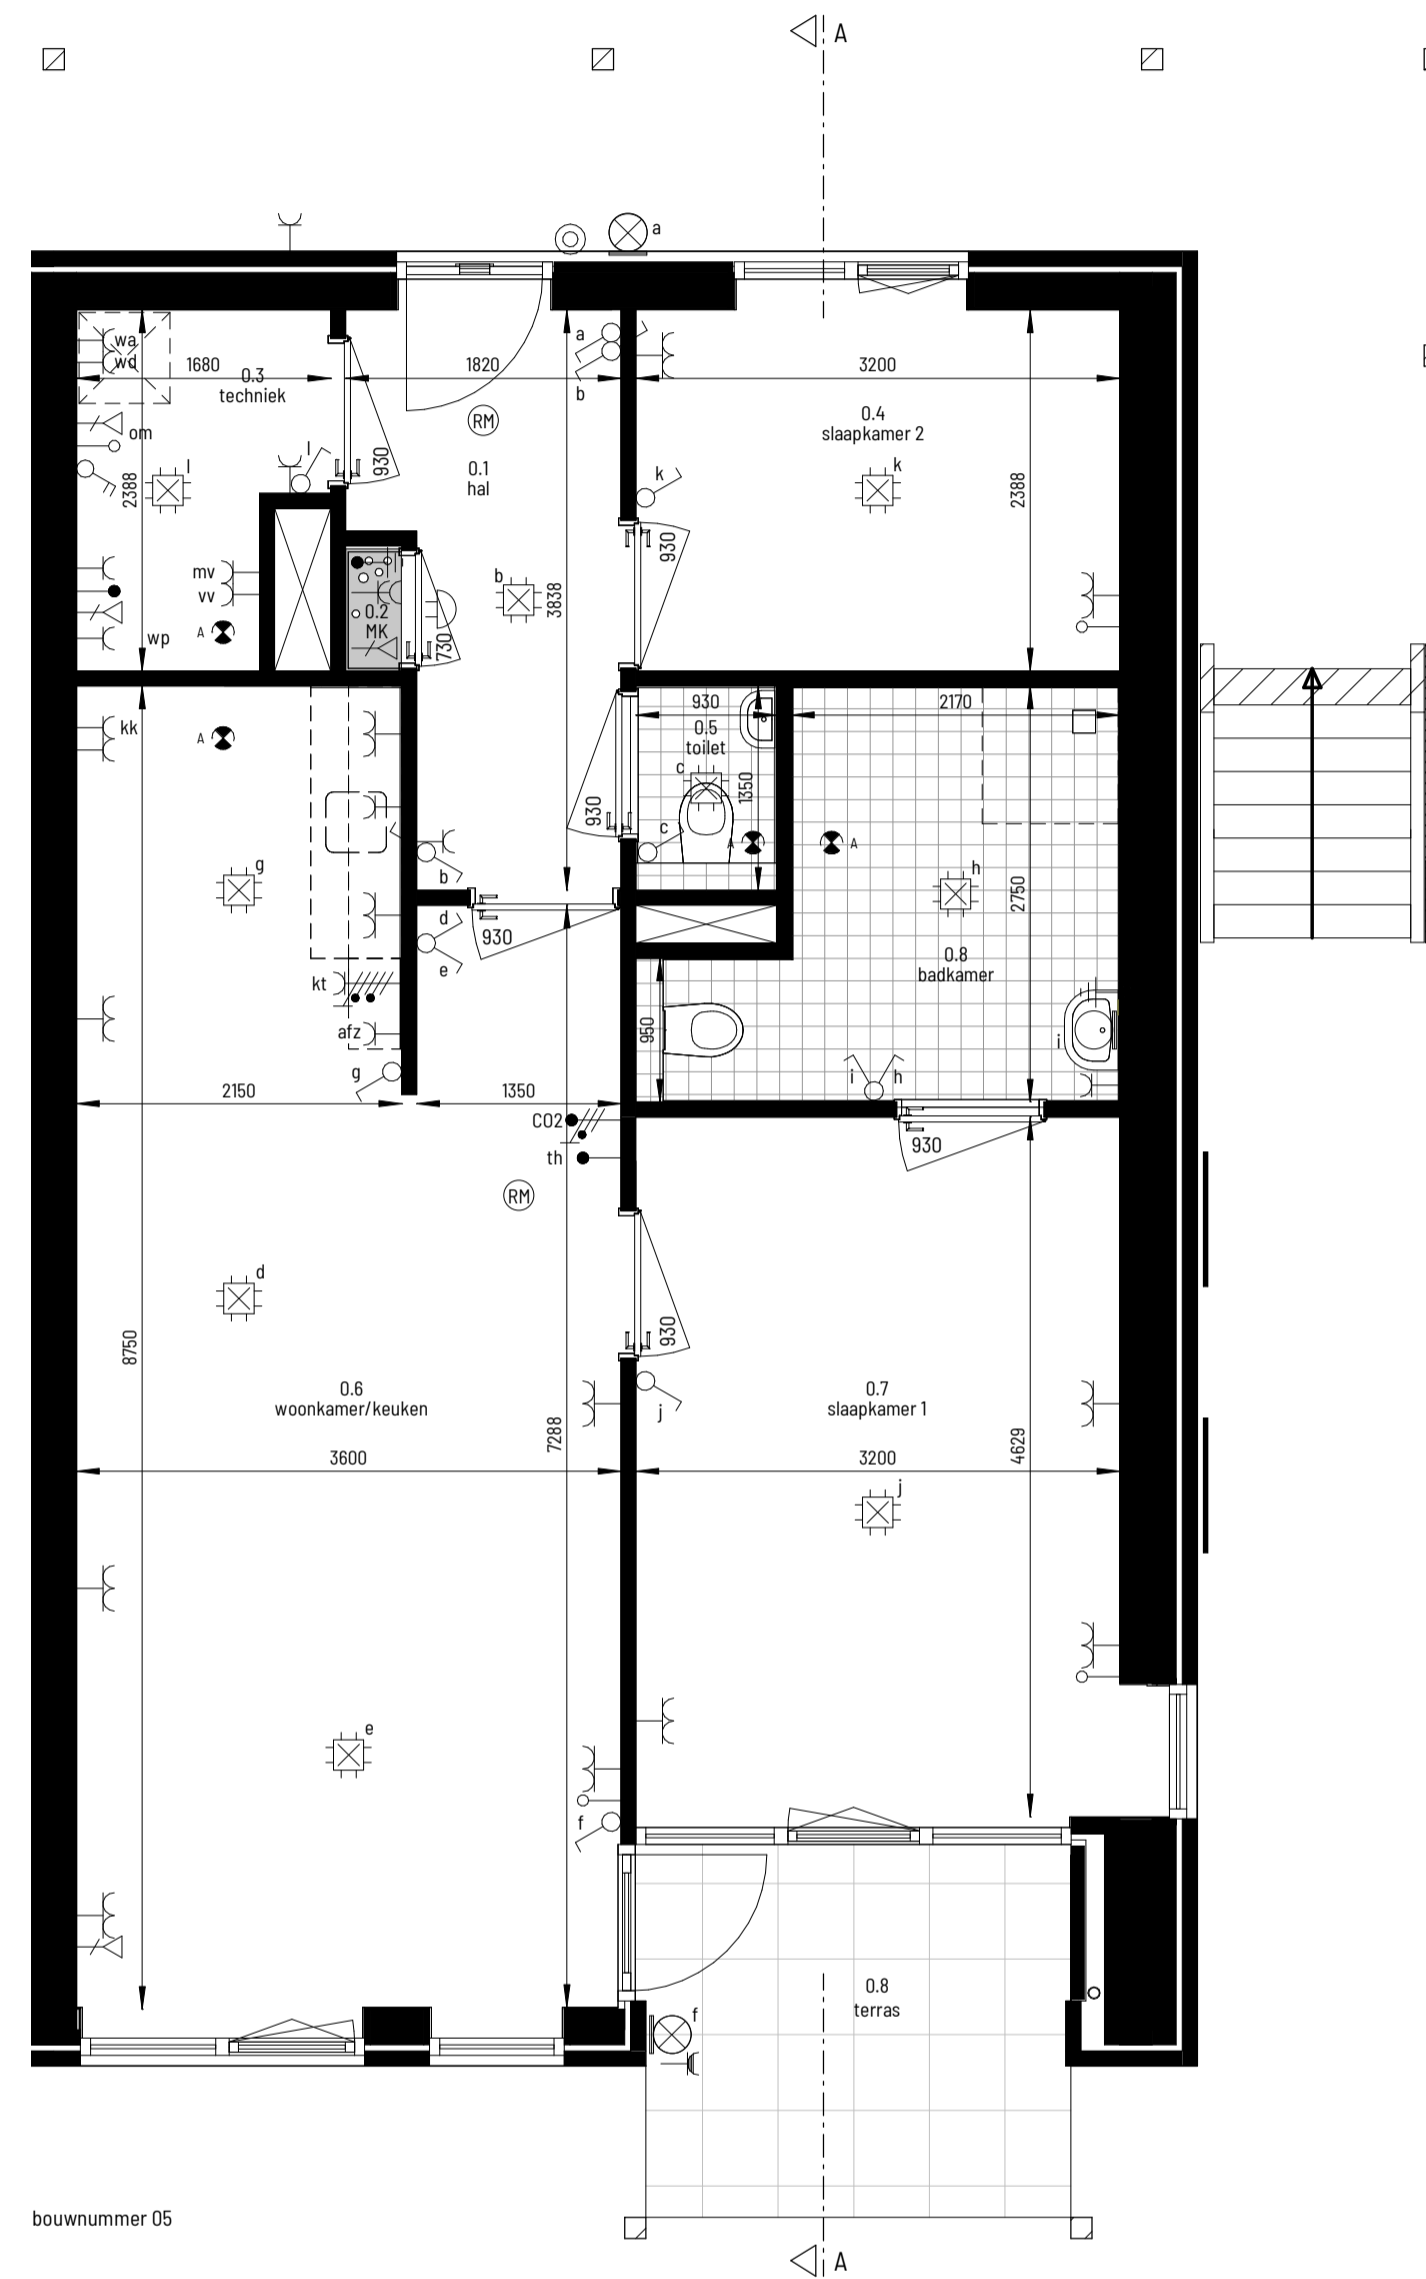 A
a
wa
wd
1680
0.3
techniek
1820
a
b
3200
om
l
l
2388
930
RM
0.1
hal
0.4
slaapkamer 2
k
k
2388
930
mv
vv
A
wp
0.2
MK
730
b
3838
kk
A
930
0.5
toilet
c
1350
c
A
2170
A
h
2750
0.8
badkamer
g
930
b
d
e
930
kt
afz
g
950
i
i
h
2150
1350
CO2
th
930
RM
d
8750
930
j
0.6
woonkamer/keuken
0.7
slaapkamer 1
7288
4629
3600
3200
j
e
f
0.8
terras
f
bouwnummer 05
A